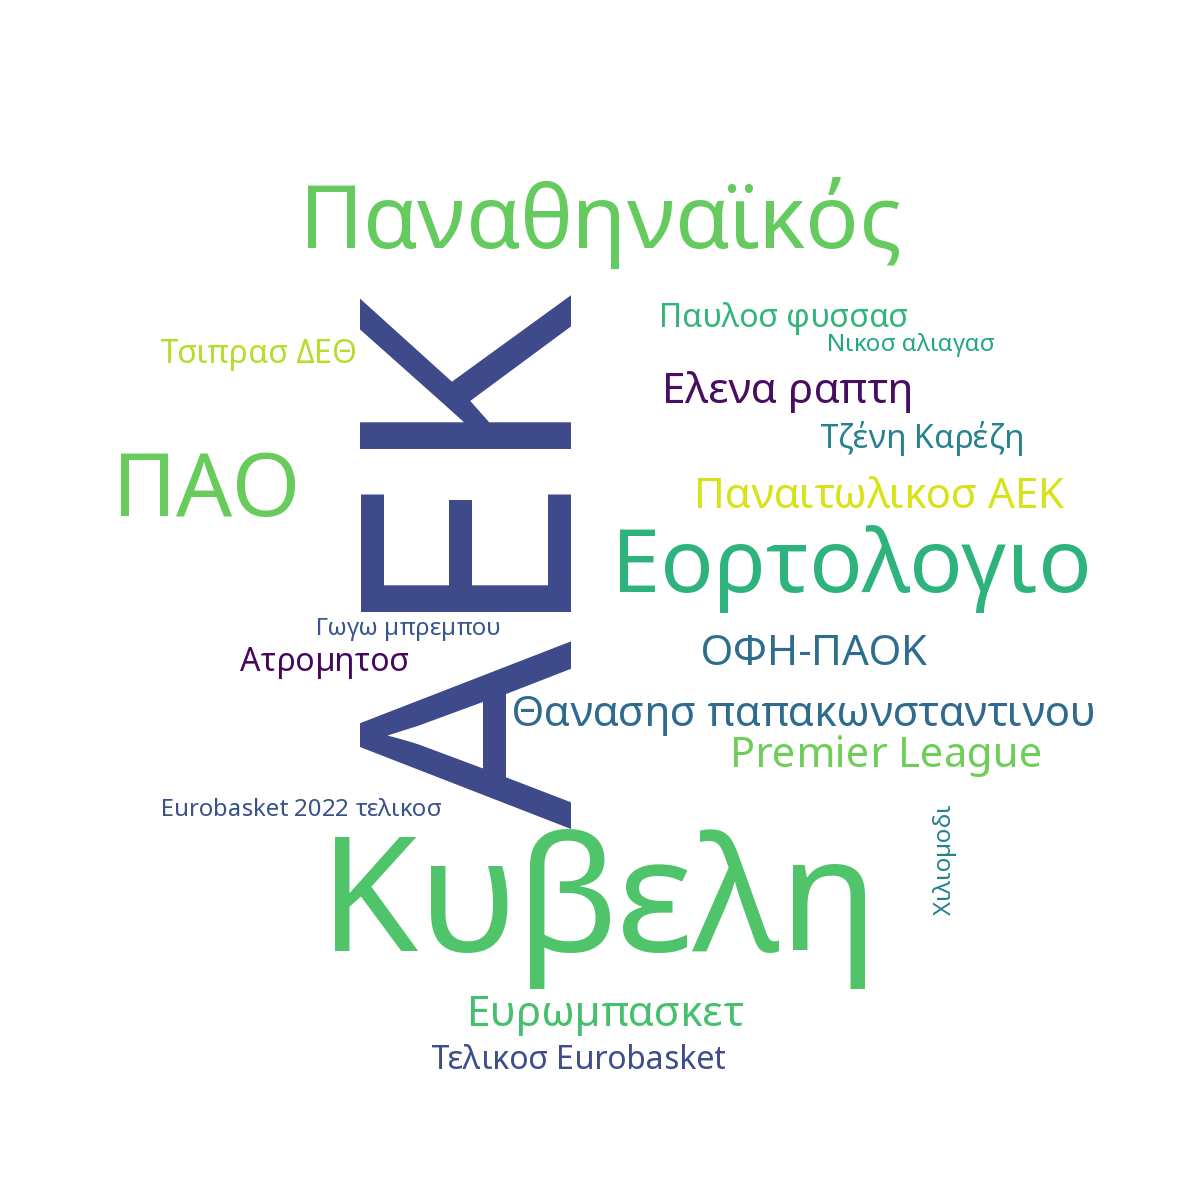 Παναθηναϊκός
Παυλοσ φυσσασ
Νικοσ αλιαγασ
Τσιπρασ ΔΕΘ
Ελενα ραπτη
Τζένη Καρέζη
ΠΑΟ
ΑΕΚ
Παναιτωλικοσ ΑΕΚ
Εορτολογιο
Γωγω μπρεμπου
ΟΦΗ-ΠΑΟΚ
Ατρομητοσ
Θανασησ παπακωνσταντινου
Premier League
Eurobasket 2022 τελικοσ
Χιλιομοδι
Κυβελη
Ευρωμπασκετ
Τελικοσ Eurobasket